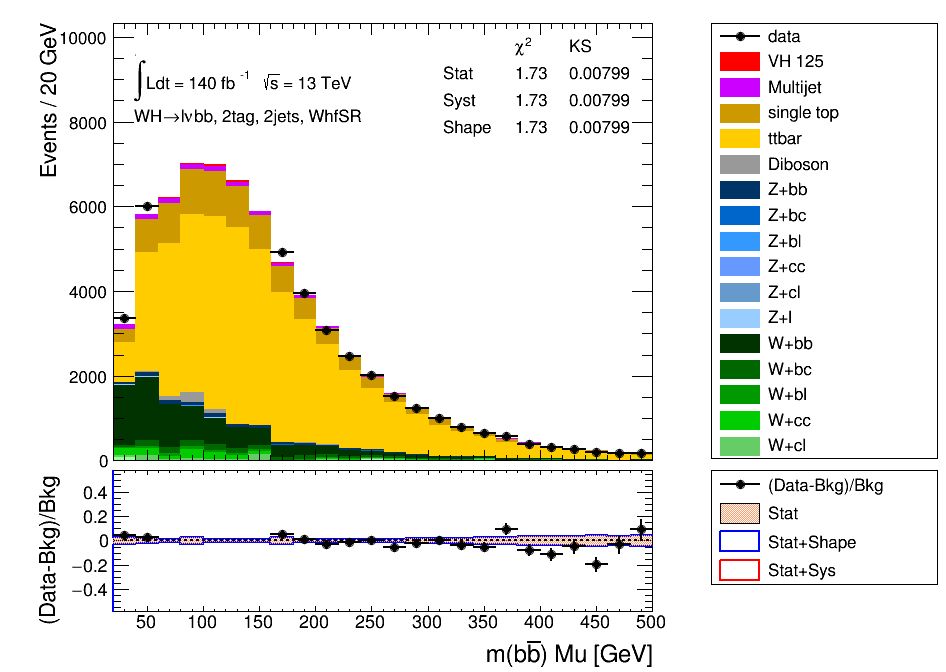 Events / 20 GeV
10000
8000
6000
4000
2000
0
∫Ldt = 140 fb⁻¹ √s = 13 TeV
WH→lνbb, 2tag, 2jets, WhfSR
χ² KS
Stat 1.73 0.00799
Syst 1.73 0.00799
Shape 1.73 0.00799
data
VH 125
Multijet
single top
ttbar
Diboson
Z+bb
Z+bc
Z+bl
Z+cc
Z+cl
Z+l
W+bb
W+bc
W+bl
W+cc
W+cl
(Data-Bkg)/Bkg
0.4
0.2
0
−0.2
−0.4
50 100 150 200 250 300 350 400 450 500
m(bb̅) Mu [GeV]
(Data-Bkg)/Bkg
Stat
Stat+Shape
Stat+Sys